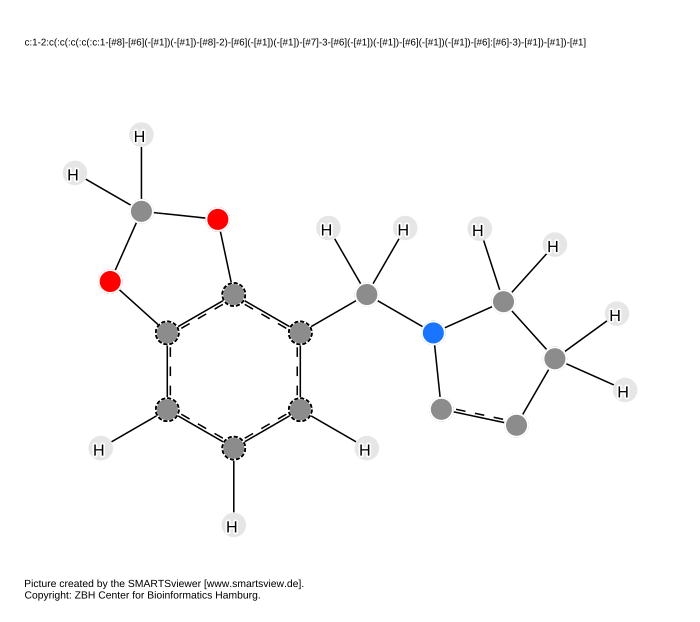 c:1-2:c(:c(:c(:c(:c:1-[#8]-[#6](-[#1])(-[#1])-[#8]-2)-[#6](-[#1])(-[#1])-[#7]-3-[#6](-[#1])(-[#1])-[#6](-[#1])(-[#1])-[#6]:[#6]-3)-[#1])-[#1])-[#1]
H
H
H H H
H
H
H
H H
H
Picture created by the SMARTSviewer [www.smartsview.de].
Copyright: ZBH Center for Bioinformatics Hamburg.